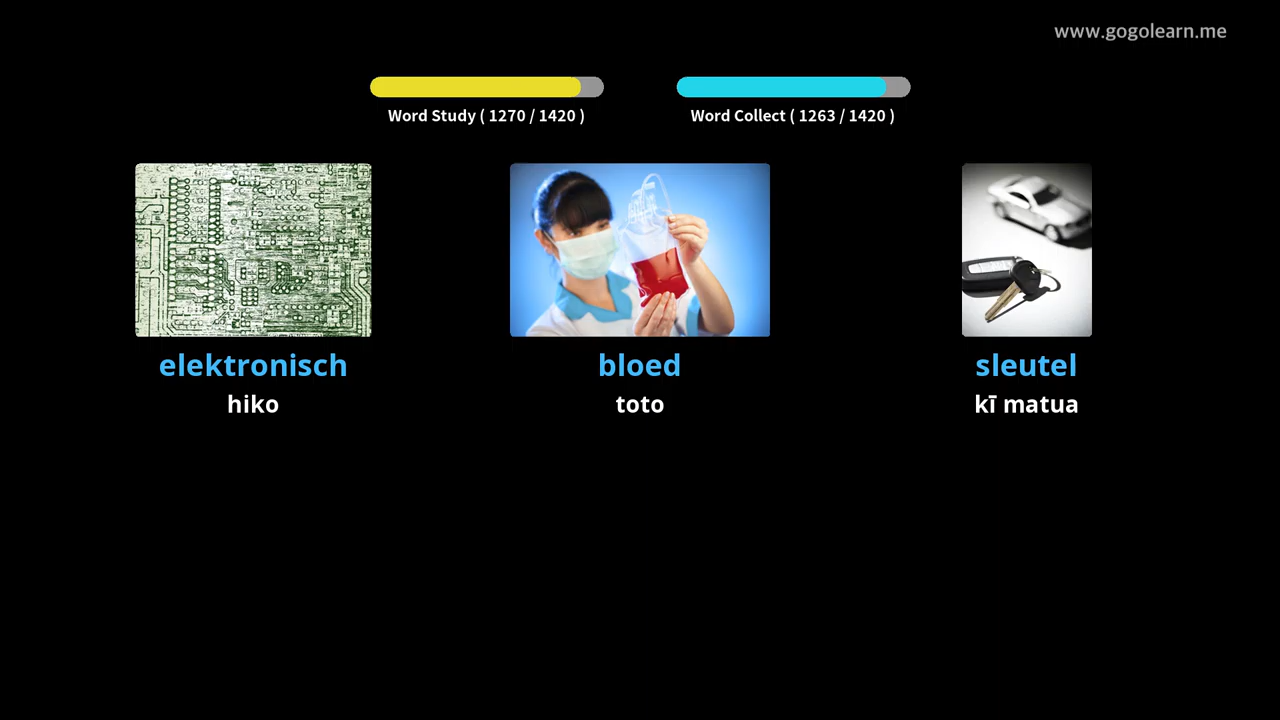 www.gogolearn.me
Word Study ( 1270 / 1420 )
Word Collect ( 1263 / 1420 )
elektronisch
hiko
bloed
toto
sleutel
kī matua